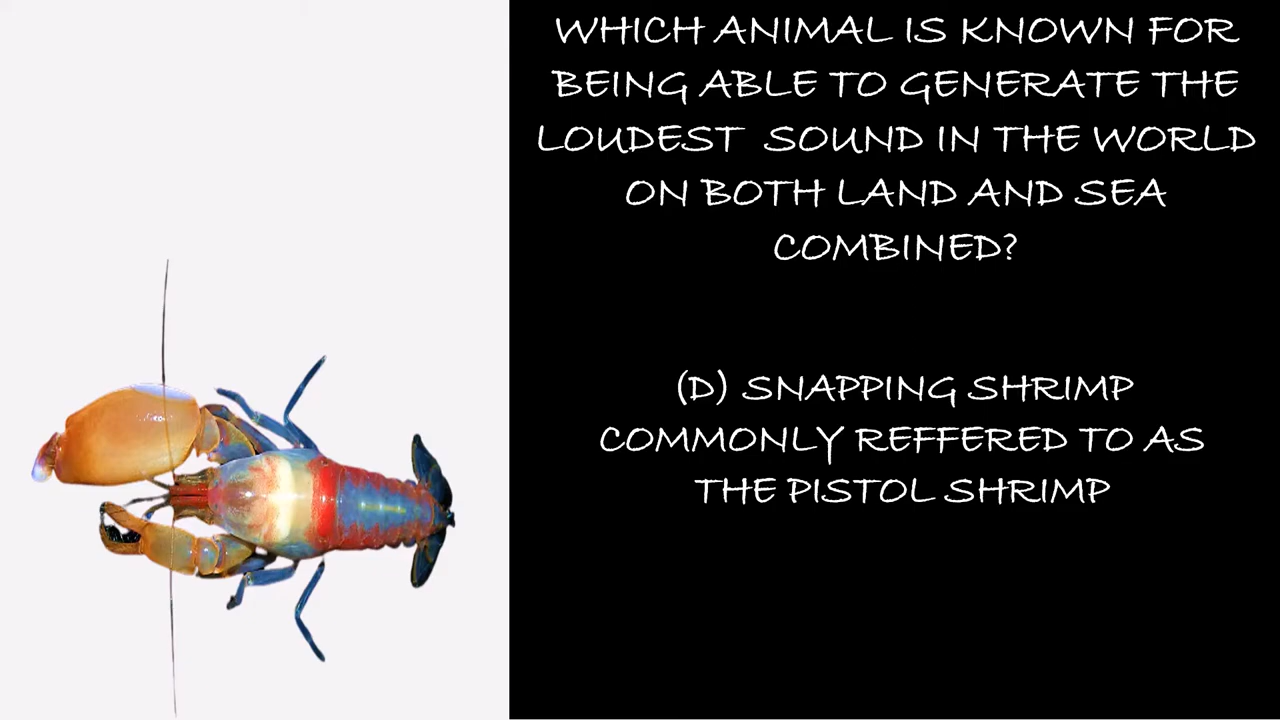 WHICH ANIMAL IS KNOWN FOR
BEING ABLE TO GENERATE THE
LOUDEST SOUND IN THE WORLD
ON BOTH LAND AND SEA
COMBINED?
(D) SNAPPING SHRIMP
COMMONLY REFFERED TO AS
THE PISTOL SHRIMP